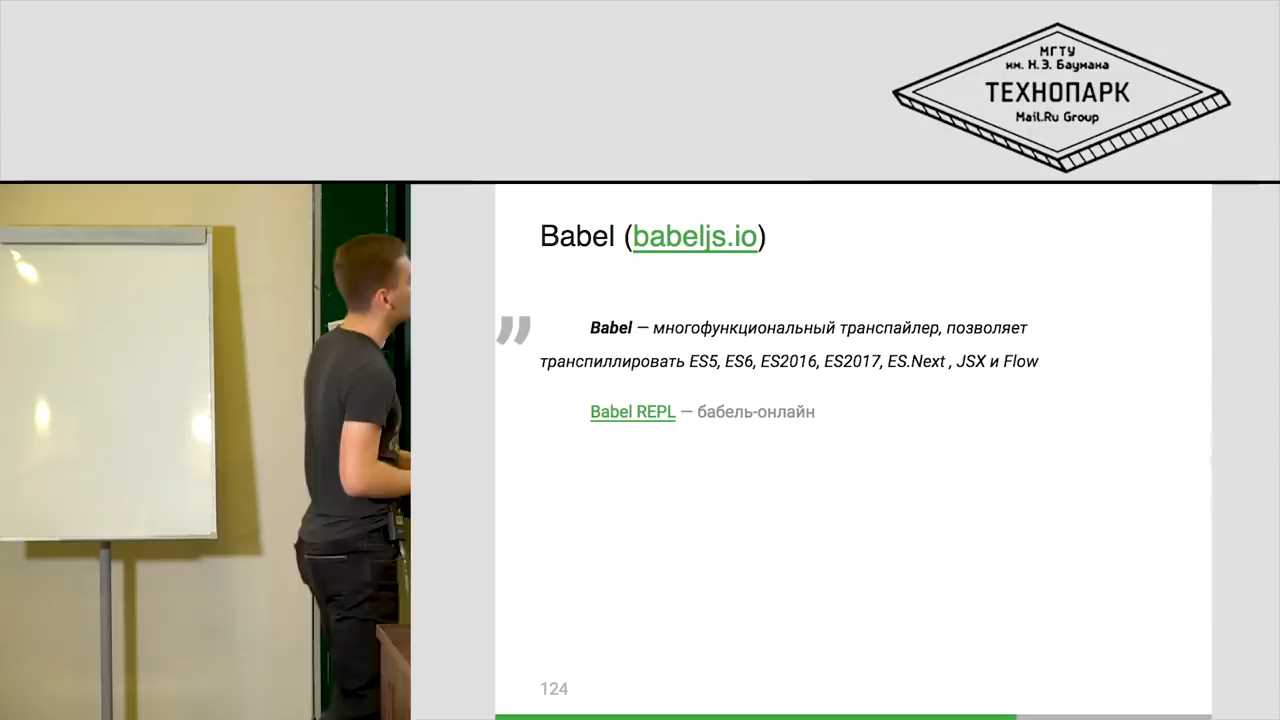 МГТУ
им. Н.Э. Баумана
ТЕХНОПАРК
Mail.Ru Group
Babel (babeljs.io)
Babel — многофункциональный транспайлер, позволяет
транспиллировать ES5, ES6, ES2016, ES2017, ES.Next , JSX и Flow
Babel REPL — бабель-онлайн
124